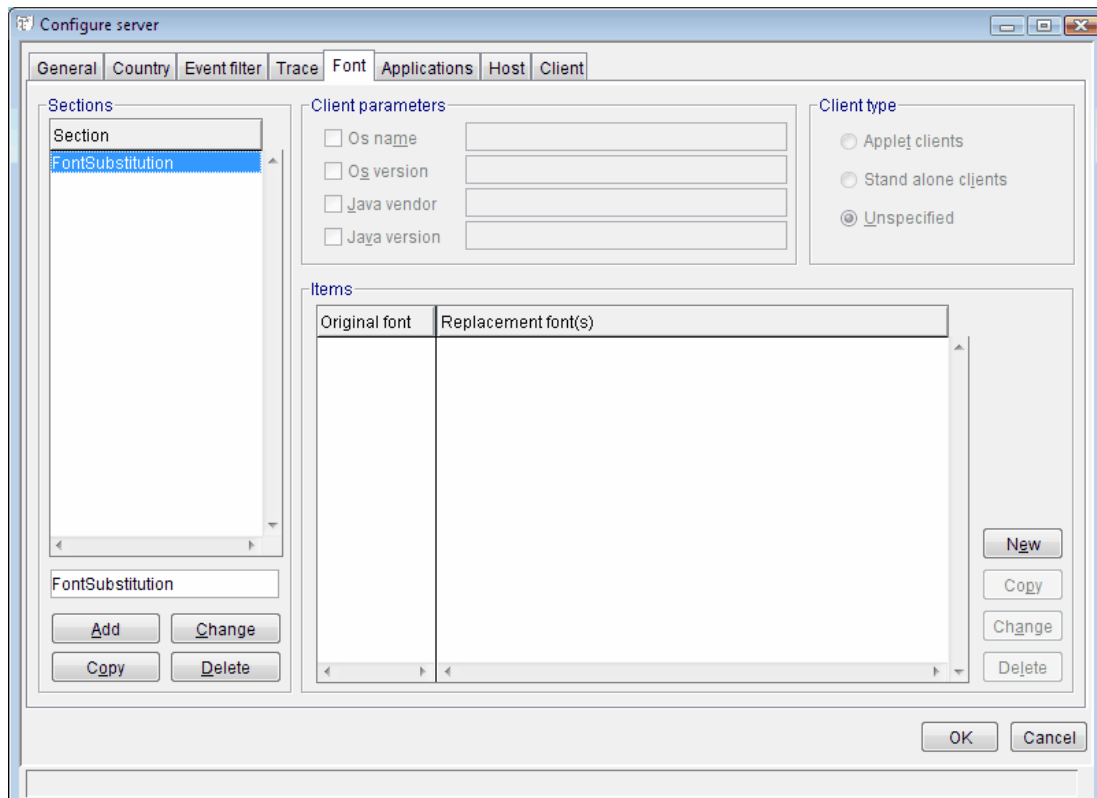 Configure server
General Country Event filter Trace Font Applications Host Client
Sections
Section
FontSubstitution
FontSubstitution
Add Change
Copy Delete
Client parameters
Os name
Os version
Java vendor
Java version
Client type
Applet clients
Stand alone clients
Unspecified
Items
Original font Replacement font(s)
New
Copy
Change
Delete
OK Cancel